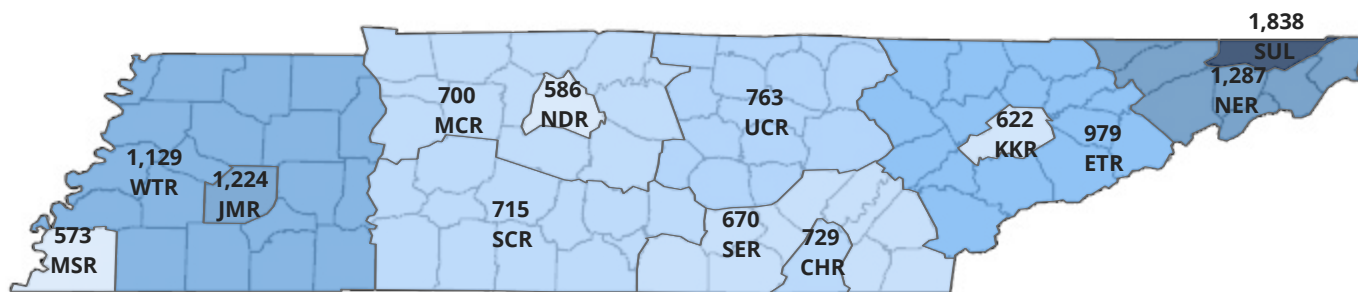 1,838
SUL
1,287
NER
586
NDR
700
MCR
763
UCR
622
KKR
979
ETR
1,129
WTR
1,224
JMR
715
SCR
670
SER
729
CHR
573
MSR